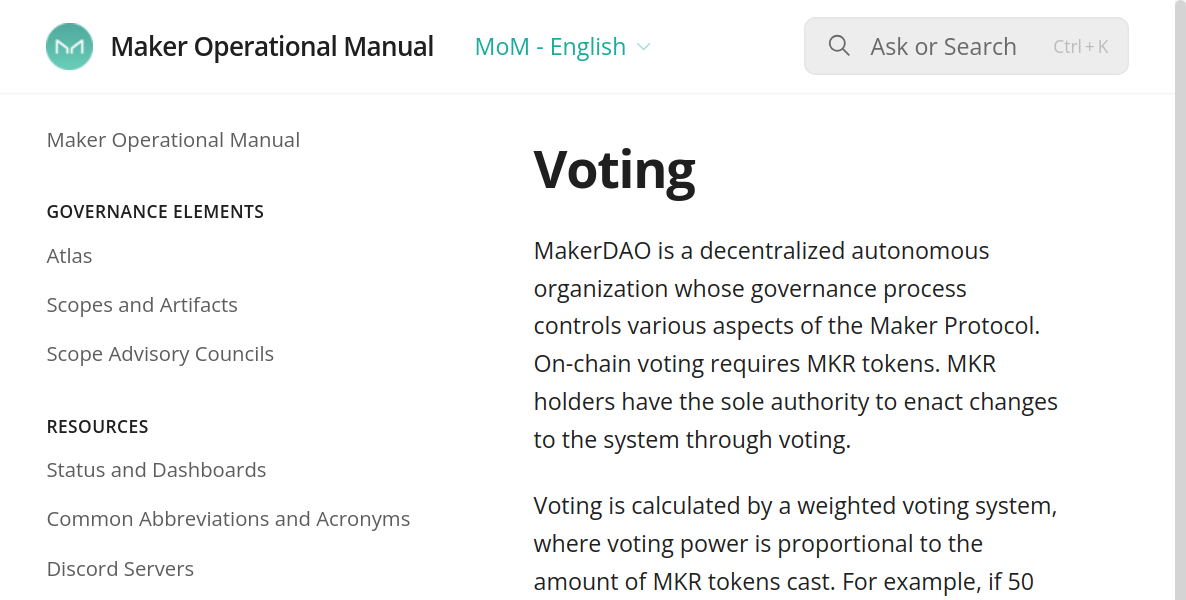 Maker Operational Manual
MoM - English
Ask or Search
Ctrl + K
Maker Operational Manual
GOVERNANCE ELEMENTS
Atlas
Scopes and Artifacts
Scope Advisory Councils
RESOURCES
Status and Dashboards
Common Abbreviations and Acronyms
Discord Servers
Voting
MakerDAO is a decentralized autonomous
organization whose governance process
controls various aspects of the Maker Protocol.
On-chain voting requires MKR tokens. MKR
holders have the sole authority to enact changes
to the system through voting.
Voting is calculated by a weighted voting system,
where voting power is proportional to the
amount of MKR tokens cast. For example, if 50